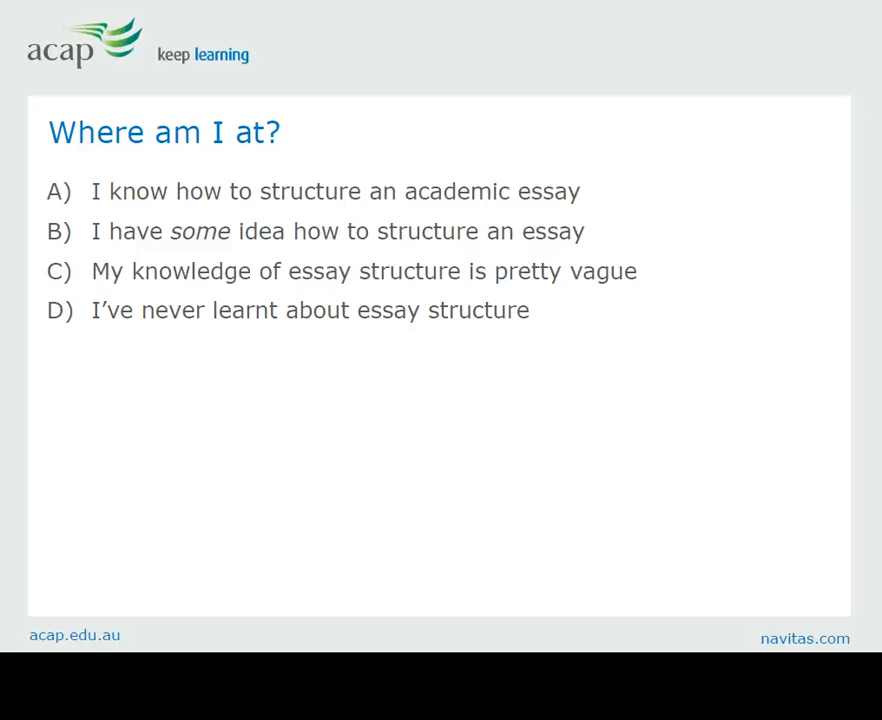 acap keep learning
Where am I at?
A) I know how to structure an academic essay
B) I have some idea how to structure an essay
C) My knowledge of essay structure is pretty vague
D) I’ve never learnt about essay structure
acap.edu.au
navitas.com